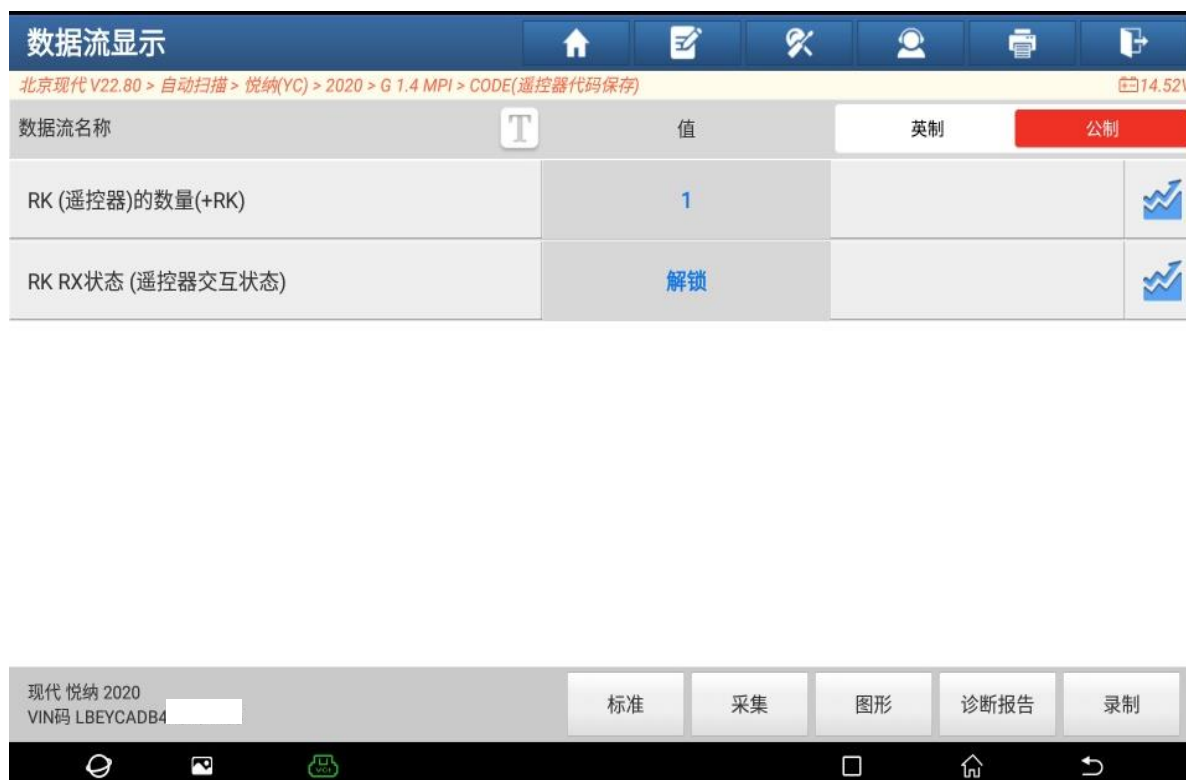 数据流显示
北京现代 V22.80 > 自动扫描 > 悦纳(YC) > 2020 > G 1.4 MPI > CODE(遥控器代码保存)
14.52V
数据流名称
T
值
英制
公制
RK (遥控器)的数量(+RK)
1
RK RX状态 (遥控器交互状态)
解锁
现代 悦纳 2020
VIN码 LBEYCADB4
标准
采集
图形
诊断报告
录制